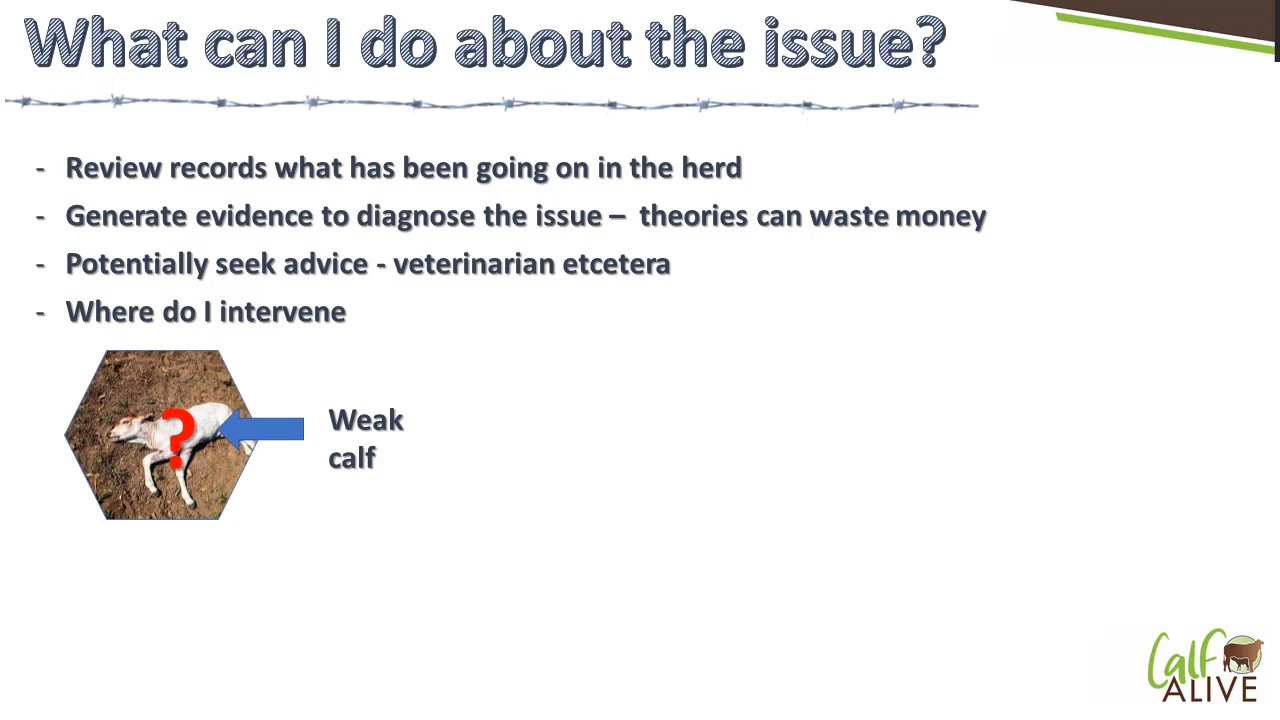 What can I do about the issue?
- Review records what has been going on in the herd
- Generate evidence to diagnose the issue – theories can waste money
- Potentially seek advice - veterinarian etcetera
- Where do I intervene
?
Weak
calf
Calf
ALIVE